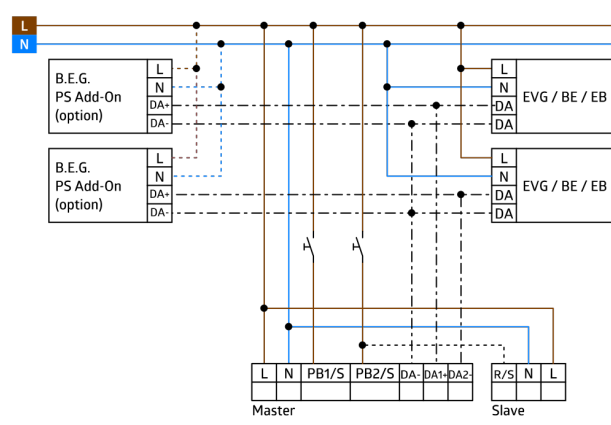 L
N
B.E.G.
PS Add-On
(option)
L
N
DA+
DA-
L
N
DA
DA
EVG / BE / EB
B.E.G.
PS Add-On
(option)
L
N
DA+
DA-
L
N
DA
DA
EVG / BE / EB
L N PB1/S PB2/S DA- DA1+ DA2-
R/S N L
Master
Slave